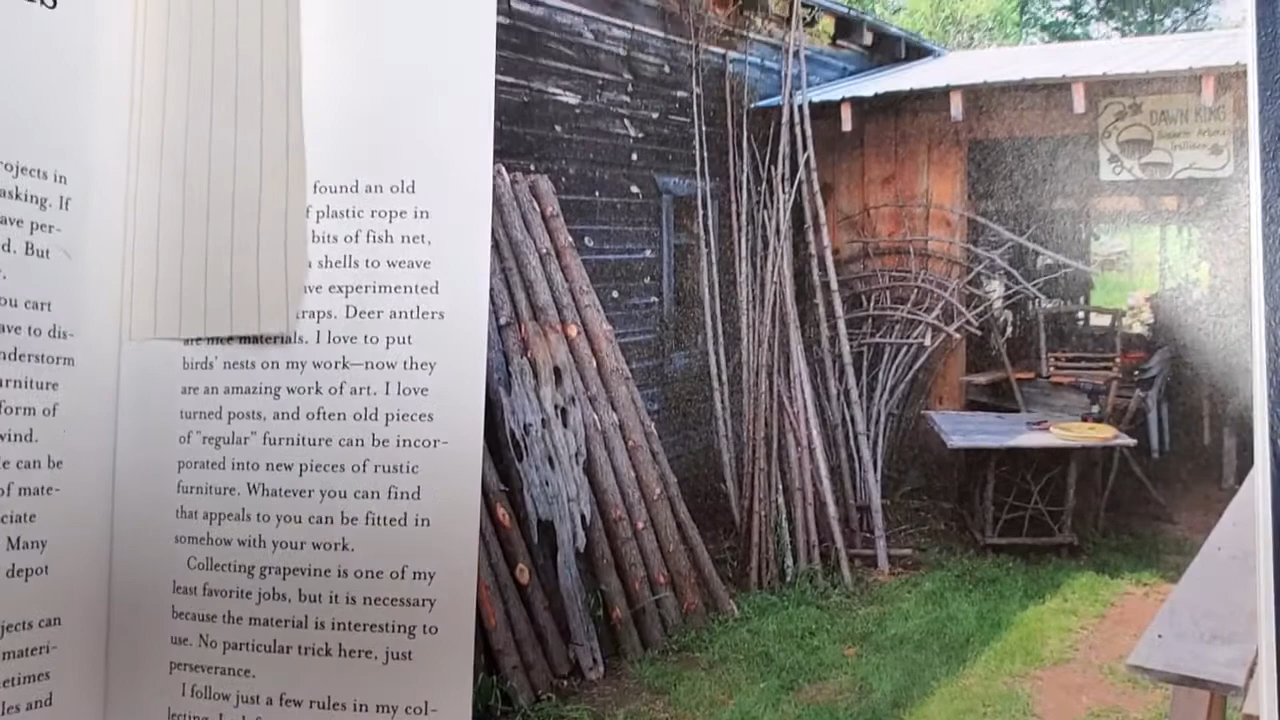 rojects in
asking. If
ave per-
d. But
ou cart
ave to dis-
nderstorm
urniture
form of
wind.
le can be
of mate-
ciate
Many
depot
jects can
materi-
etimes
les and
found an old
f plastic rope in
bits of fish net,
shells to weave
ve experimented
raps. Deer antlers
are nice materials. I love to put
birds' nests on my work—now they
are an amazing work of art. I love
turned posts, and often old pieces
of "regular" furniture can be incor-
porated into new pieces of rustic
furniture. Whatever you can find
that appeals to you can be fitted in
somehow with your work.
Collecting grapevine is one of my
least favorite jobs, but it is necessary
because the material is interesting to
use. No particular trick here, just
perseverance.
I follow just a few rules in my col-
DAWN KING
Baskets Arbors
Trellises